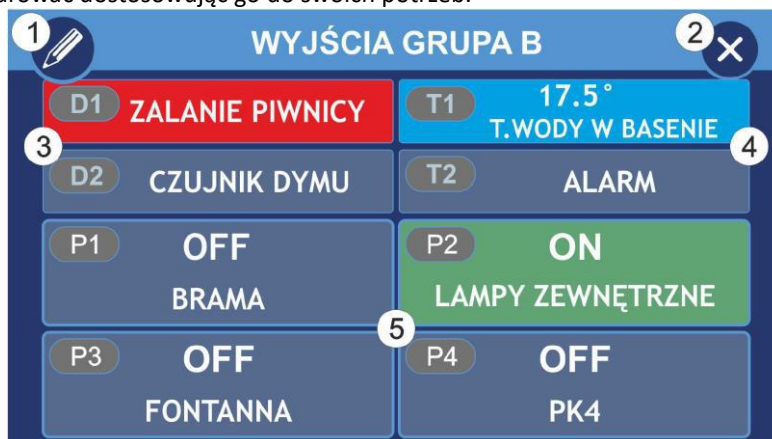 dostosowując go do swoich potrzeb.
1 WYJŚCIA GRUPA B 2
D1 ZALANIE PIWNICY
T1 17.5°
T.WODY W BASENIE
3
4
D2 CZUJNIK DYMU
T2 ALARM
P1 OFF
BRAMA
P2 ON
LAMPY ZEWNĘTRZNE
5
P3 OFF
FONTANNA
P4 OFF
PK4